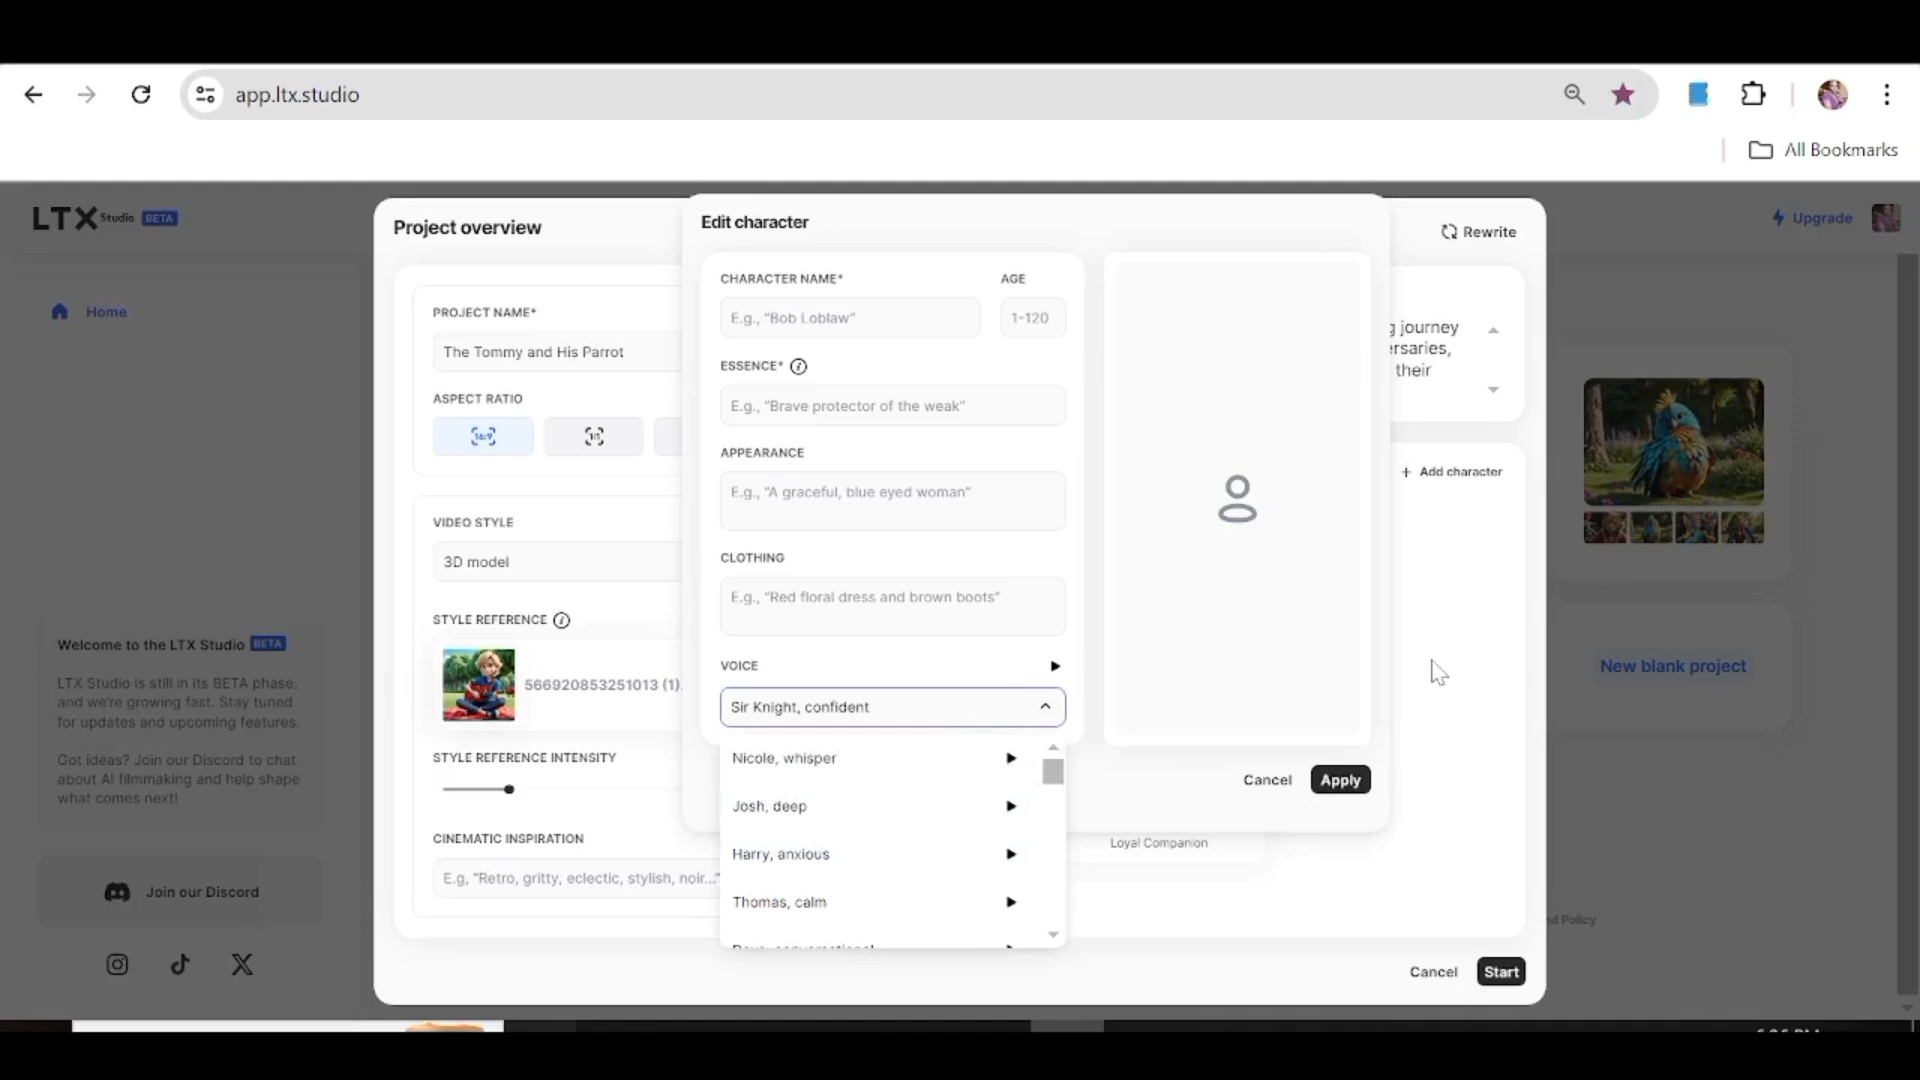 app.ltx.studio
All Bookmarks
LTX Studio BETA
Upgrade
Home
Welcome to the LTX Studio BETA
LTX Studio is still in its BETA phase,
and we're growing fast. Stay tuned
for updates and upcoming features.
Got ideas? Join our Discord to chat
about AI filmmaking and help shape
what comes next!
Join our Discord
Project overview
Rewrite
PROJECT NAME*
The Tommy and His Parrot
ASPECT RATIO
16:9
1:1
VIDEO STYLE
3D model
STYLE REFERENCE
566920853251013 (1).
STYLE REFERENCE INTENSITY
CINEMATIC INSPIRATION
E.g, "Retro, gritty, eclectic, stylish, noir..."
Edit character
CHARACTER NAME*
AGE
E.g., "Bob Loblaw"
1-120
ESSENCE*
E.g., "Brave protector of the weak"
APPEARANCE
E.g., "A graceful, blue eyed woman"
CLOTHING
E.g., "Red floral dress and brown boots"
VOICE
Sir Knight, confident
Nicole, whisper
Josh, deep
Harry, anxious
Thomas, calm
Cancel
Apply
Loyal Companion
journey
their
+ Add character
Cancel
Start
New blank project
Policy